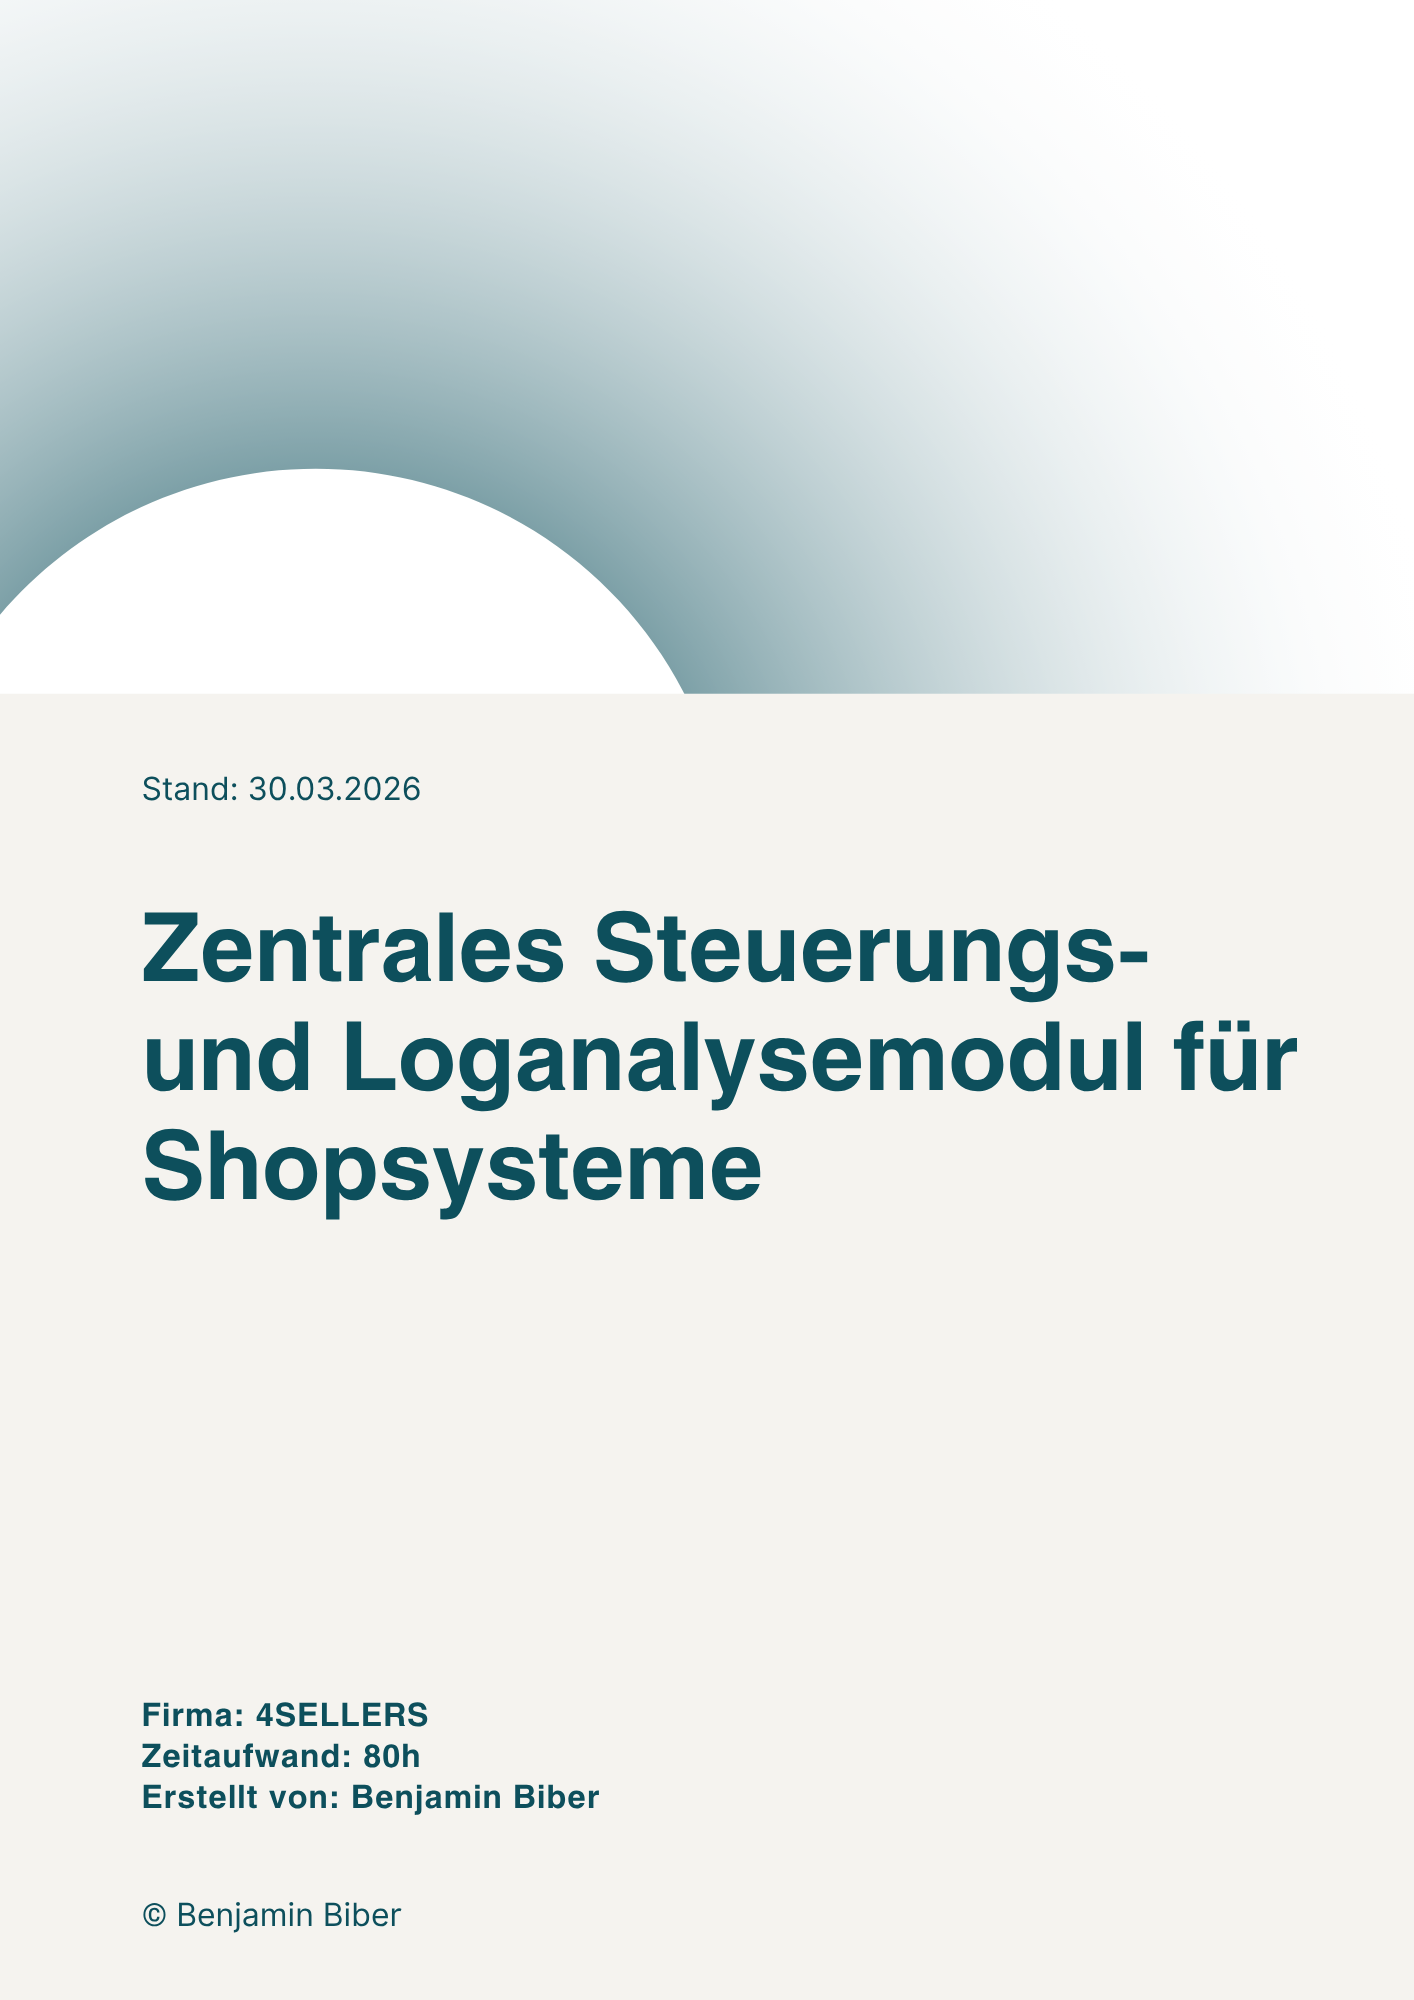 Stand: 30.03.2026
Zentrales Steuerungs-
und Loganalysemodul für
Shopsysteme
Firma: 4SELLERS
Zeitaufwand: 80h
Erstellt von: Benjamin Biber
© Benjamin Biber